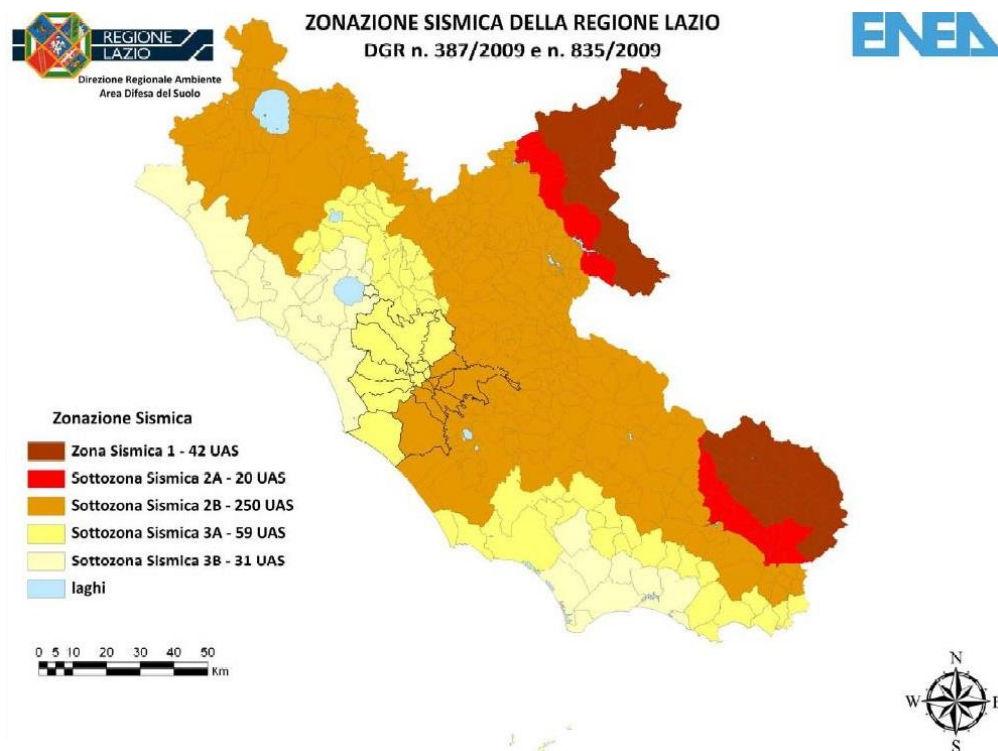 ZONAZIONE SISMICA DELLA REGIONE LAZIO
DGR n. 387/2009 e n. 835/2009
REGIONE
LAZIO
Direzione Regionale Ambiente
Area Difesa del Suolo
ENEA
Zonazione Sismica
Zona Sismica 1 - 42 UAS
Sottozona Sismica 2A - 20 UAS
Sottozona Sismica 2B - 250 UAS
Sottozona Sismica 3A - 59 UAS
Sottozona Sismica 3B - 31 UAS
laghi
0 5 10 20 30 40 50
Km
N
W E
S